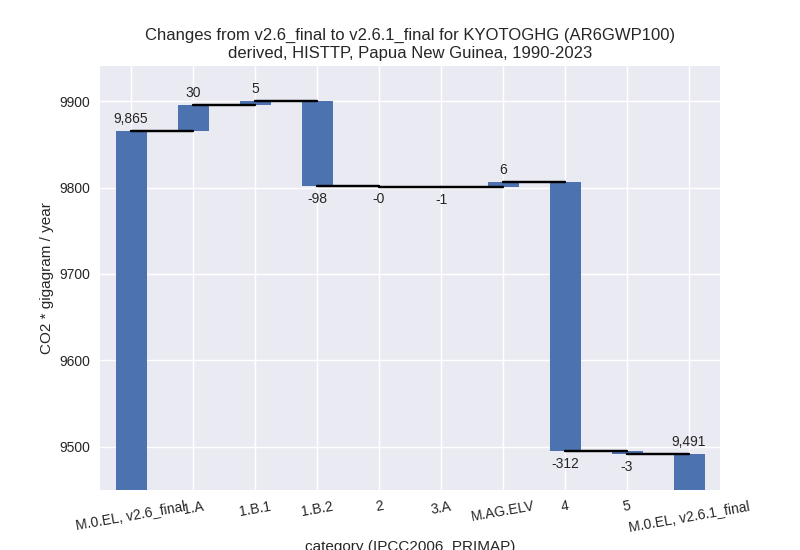 Changes from v2.6_final to v2.6.1_final for KYOTOGHG (AR6GWP100)
derived, HISTTP, Papua New Guinea, 1990-2023
CO2 * gigagram / year
9900
9800
9700
9600
9500
9,865
30
5
-98
-0
-1
6
-312
-3
9,491
M.0.EL, v2.6_final
1.A
1.B.1
1.B.2
2
3.A
M.AG.ELV
4
5
M.0.EL, v2.6.1_final
category (IPCC2006_PRIMAP)